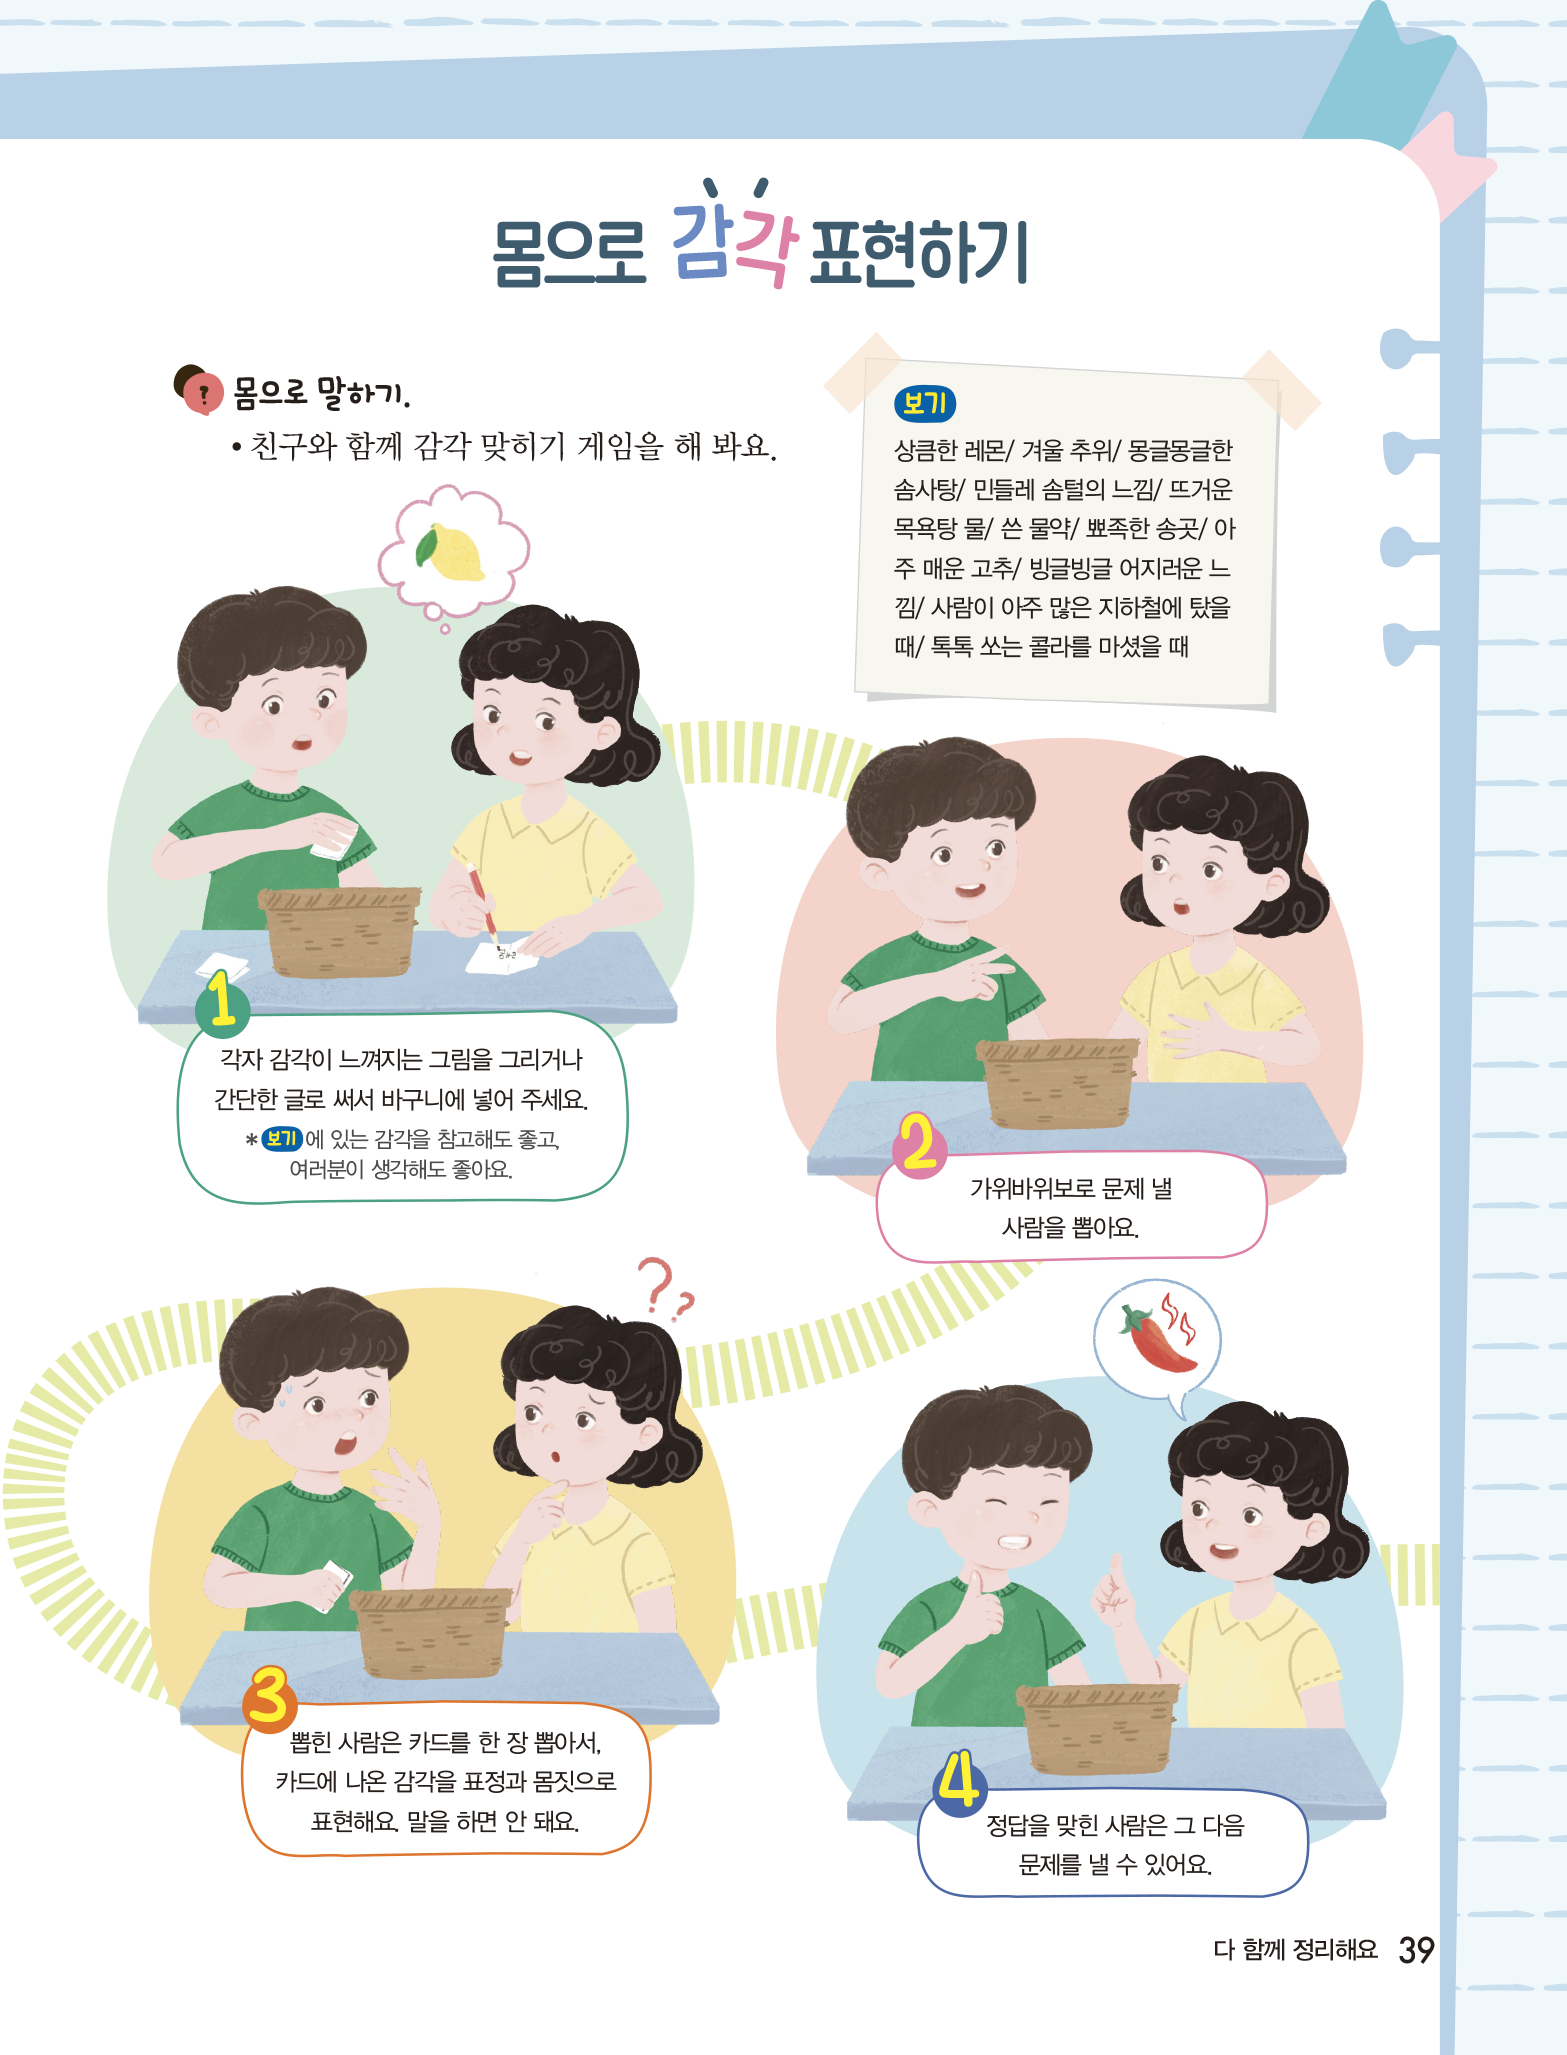 몸으로 감각 표현하기
? 몸으로 말하기.
• 친구와 함께 감각 맞히기 게임을 해 봐요.
보기
상큼한 레몬/ 겨울 추위/ 몽글몽글한
솜사탕/ 민들레 솜털의 느낌/ 뜨거운
목욕탕 물/ 쓴 물약/ 뾰족한 송곳/ 아
주 매운 고추/ 빙글빙글 어지러운 느
낌/ 사람이 아주 많은 지하철에 탔을
때/ 톡톡 쏘는 콜라를 마셨을 때
1
각자 감각이 느껴지는 그림을 그리거나
간단한 글로 써서 바구니에 넣어 주세요.
* 보기 에 있는 감각을 참고해도 좋고,
여러분이 생각해도 좋아요.
2
가위바위보로 문제 낼
사람을 뽑아요.
??
3
뽑힌 사람은 카드를 한 장 뽑아서,
카드에 나온 감각을 표정과 몸짓으로
표현해요. 말을 하면 안 돼요.
4
정답을 맞힌 사람은 그 다음
문제를 낼 수 있어요.
다 함께 정리해요 39